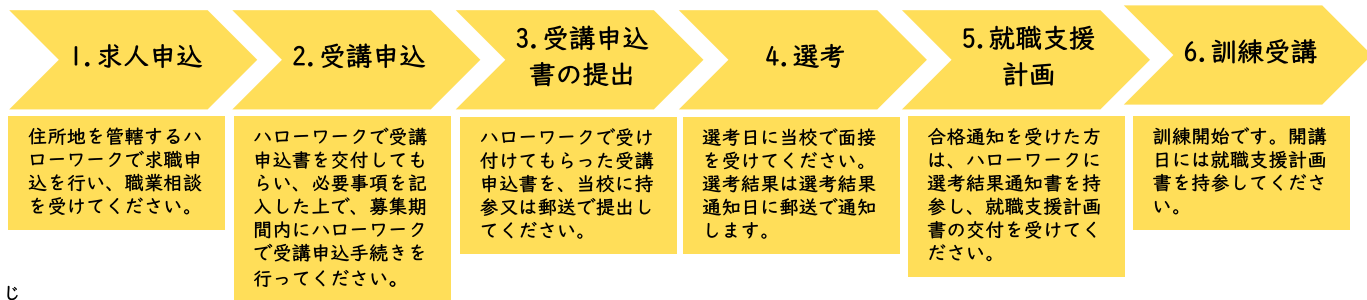 1.求人申込
住所地を管轄するハ
ローワークで求職申
込を行い、職業相談
を受けてください。
2.受講申込
ハローワークで受講
申込書を交付しても
らい、必要事項を記
入した上で、募集期
間内にハローワーク
で受講申込手続きを
行ってください。
3.受講申込
書の提出
ハローワークで受け
付けてもらった受講
申込書を、当校に持
参又は郵送で提出し
てください。
4.選考
選考日に当校で面接
を受けてください。
選考結果は選考結果
通知日に郵送で通知
します。
5.就職支援
計画
合格通知を受けた方
は、ハローワークに
選考結果通知書を持
参し、就職支援計画
書の交付を受けてく
ださい。
6.訓練受講
訓練開始です。開講
日には就職支援計画
書を持参してくださ
い。
じ